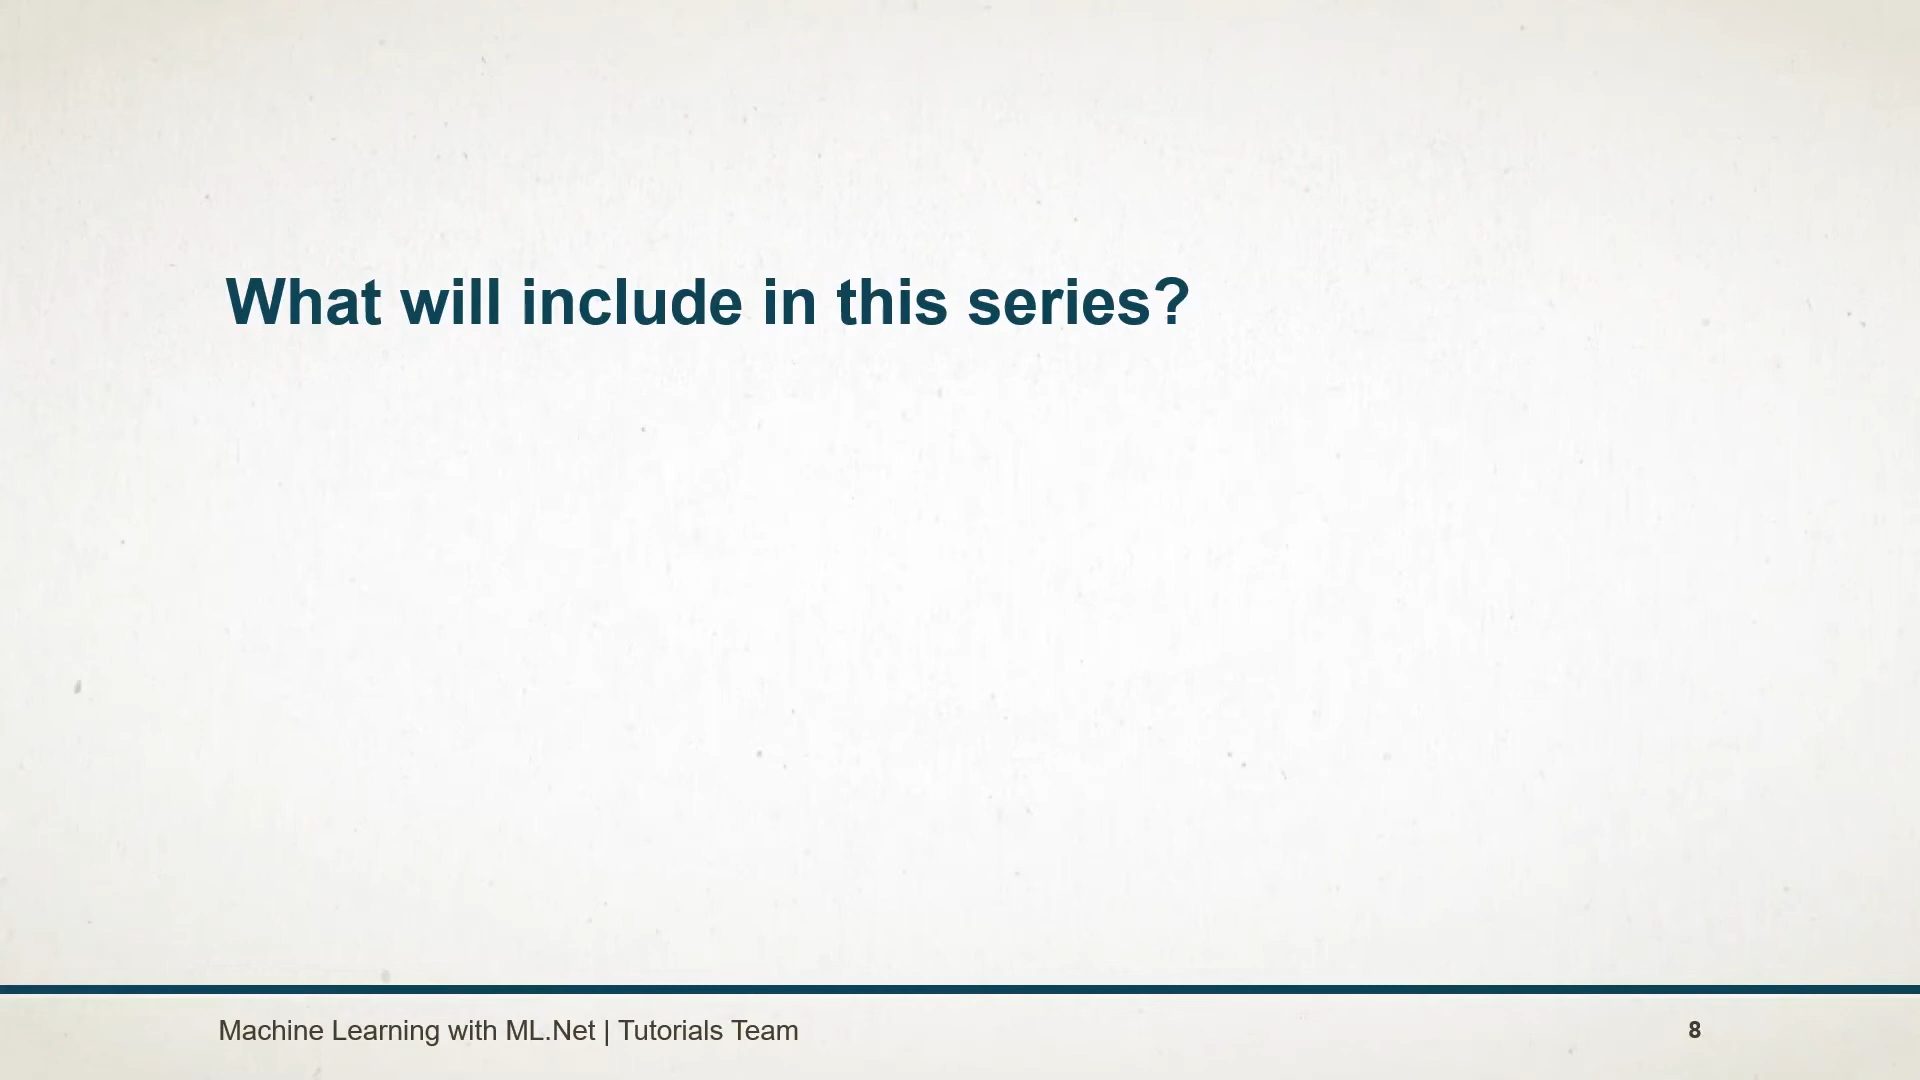 What will include in this series?
Machine Learning with ML.Net | Tutorials Team
8